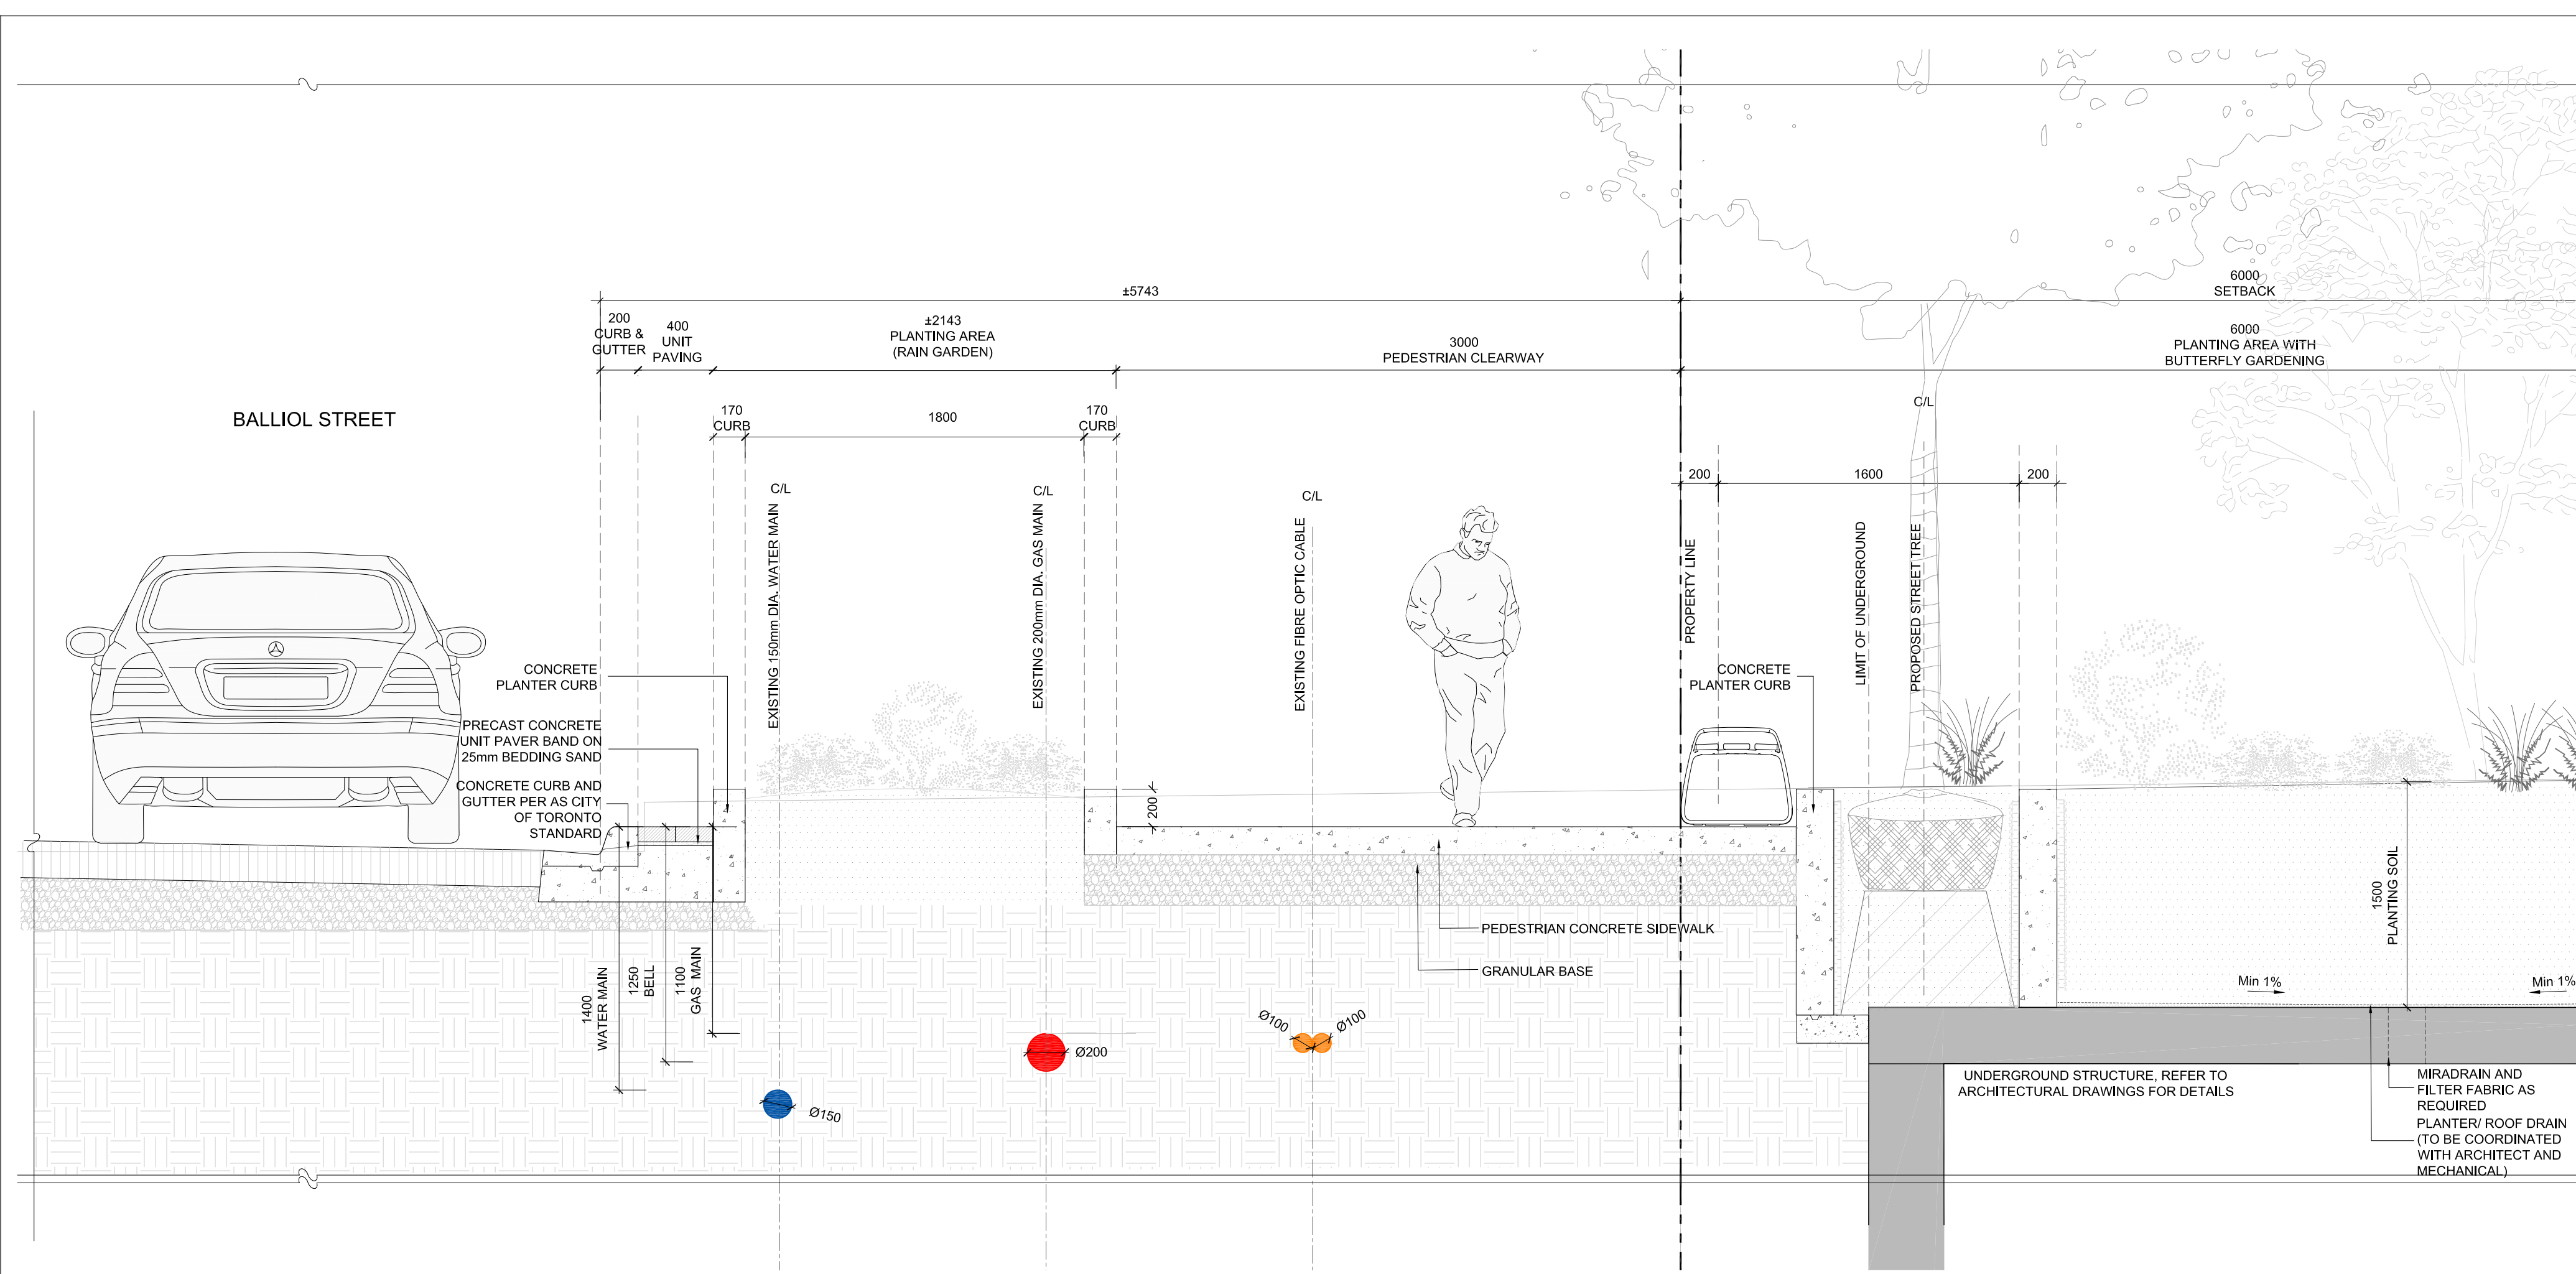 ±5743
6000
SETBACK
200
CURB &
GUTTER
400
UNIT
PAVING
±2143
PLANTING AREA
(RAIN GARDEN)
3000
PEDESTRIAN CLEARWAY
6000
PLANTING AREA WITH
BUTTERFLY GARDENING
BALLIOL STREET
170
CURB
1800
170
CURB
C/L
200
1600
200
C/L
EXISTING 150mm DIA. WATER MAIN
C/L
EXISTING 200mm DIA. GAS MAIN
C/L
EXISTING FIBRE OPTIC CABLE
PROPERTY LINE
LIMIT OF UNDERGROUND
PROPOSED STREET TREE
CONCRETE
PLANTER CURB
PRECAST CONCRETE
UNIT PAVER BAND ON
25mm BEDDING SAND
CONCRETE CURB AND
GUTTER PER AS CITY
OF TORONTO
STANDARD
CONCRETE
PLANTER CURB
200
1400
WATER MAIN
1250
BELL
1100
GAS MAIN
PEDESTRIAN CONCRETE SIDEWALK
GRANULAR BASE
1500
PLANTING SOIL
Min 1%
Min 1%
Ø150
Ø200
Ø100
Ø100
UNDERGROUND STRUCTURE, REFER TO
ARCHITECTURAL DRAWINGS FOR DETAILS
MIRADRAIN AND
FILTER FABRIC AS
REQUIRED
PLANTER/ ROOF DRAIN
(TO BE COORDINATED
WITH ARCHITECT AND
MECHANICAL)